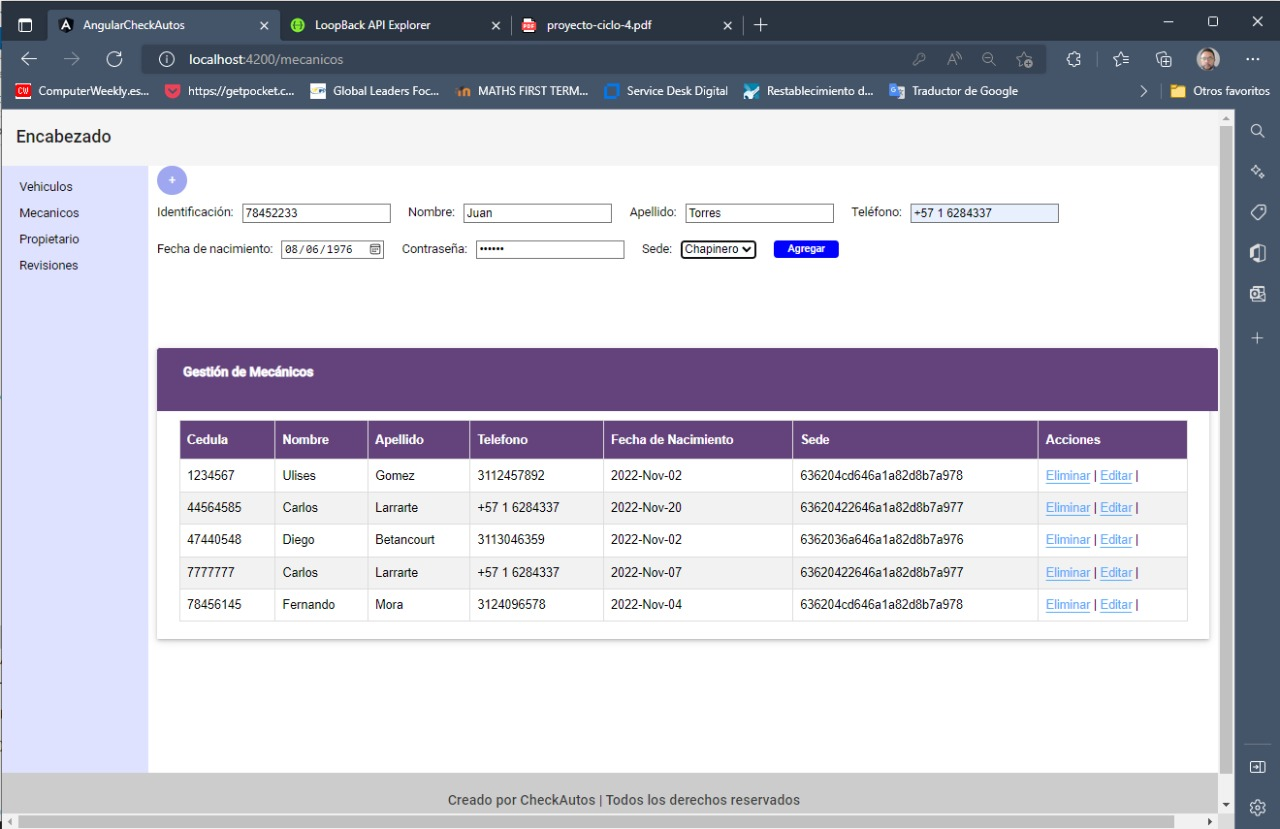 AngularCheckAutos
LoopBack API Explorer
proyecto-ciclo-4.pdf
localhost:4200/mecanicos
ComputerWeekly.es...
https://getpocket.c...
Global Leaders Foc...
MATHS FIRST TERM...
Service Desk Digital
Restablecimiento d...
Traductor de Google
Otros favoritos
Encabezado
Vehiculos
Mecanicos
Propietario
Revisiones
+
Identificación: 78452233 Nombre: Juan Apellido: Torres Teléfono: +57 1 6284337
Fecha de nacimiento: 08/06/1976 Contraseña: •••••• Sede: Chapinero Agregar
Gestión de Mecánicos
Cedula Nombre Apellido Telefono Fecha de Nacimiento Sede Acciones
1234567 Ulises Gomez 3112457892 2022-Nov-02 636204cd646a1a82d8b7a978 Eliminar | Editar |
44564585 Carlos Larrarte +57 1 6284337 2022-Nov-20 63620422646a1a82d8b7a977 Eliminar | Editar |
47440548 Diego Betancourt 3113046359 2022-Nov-02 6362036a646a1a82d8b7a976 Eliminar | Editar |
7777777 Carlos Larrarte +57 1 6284337 2022-Nov-07 63620422646a1a82d8b7a977 Eliminar | Editar |
78456145 Fernando Mora 3124096578 2022-Nov-04 636204cd646a1a82d8b7a978 Eliminar | Editar |
Creado por CheckAutos | Todos los derechos reservados